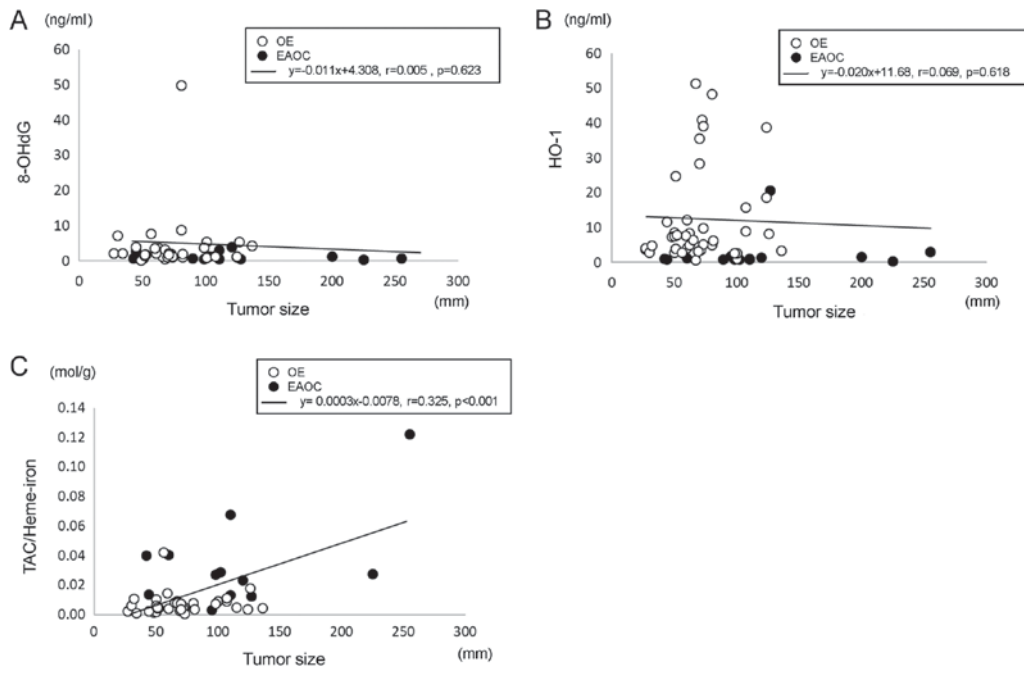 A
(ng/ml)
OE
EAOC
y=-0.011x+4.308, r=0.005 , p=0.623
60
50
40
30
20
10
0
8-OHdG
0 50 100 150 200 250 300
(mm)
Tumor size
B
(ng/ml)
OE
EAOC
y=-0.020x+11.68, r=0.069, p=0.618
60
50
40
30
20
10
0
HO-1
0 50 100 150 200 250 300
(mm)
Tumor size
C
(mol/g)
OE
EAOC
y= 0.0003x-0.0078, r=0.325, p<0.001
0.14
0.12
0.10
0.08
0.06
0.04
0.02
0.00
TAC/Heme-iron
0 50 100 150 200 250 300
(mm)
Tumor size